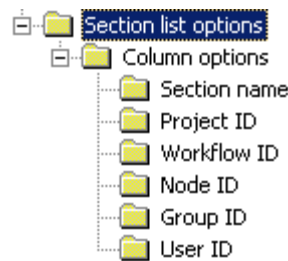 Section list options
Column options
Section name
Project ID
Workflow ID
Node ID
Group ID
User ID